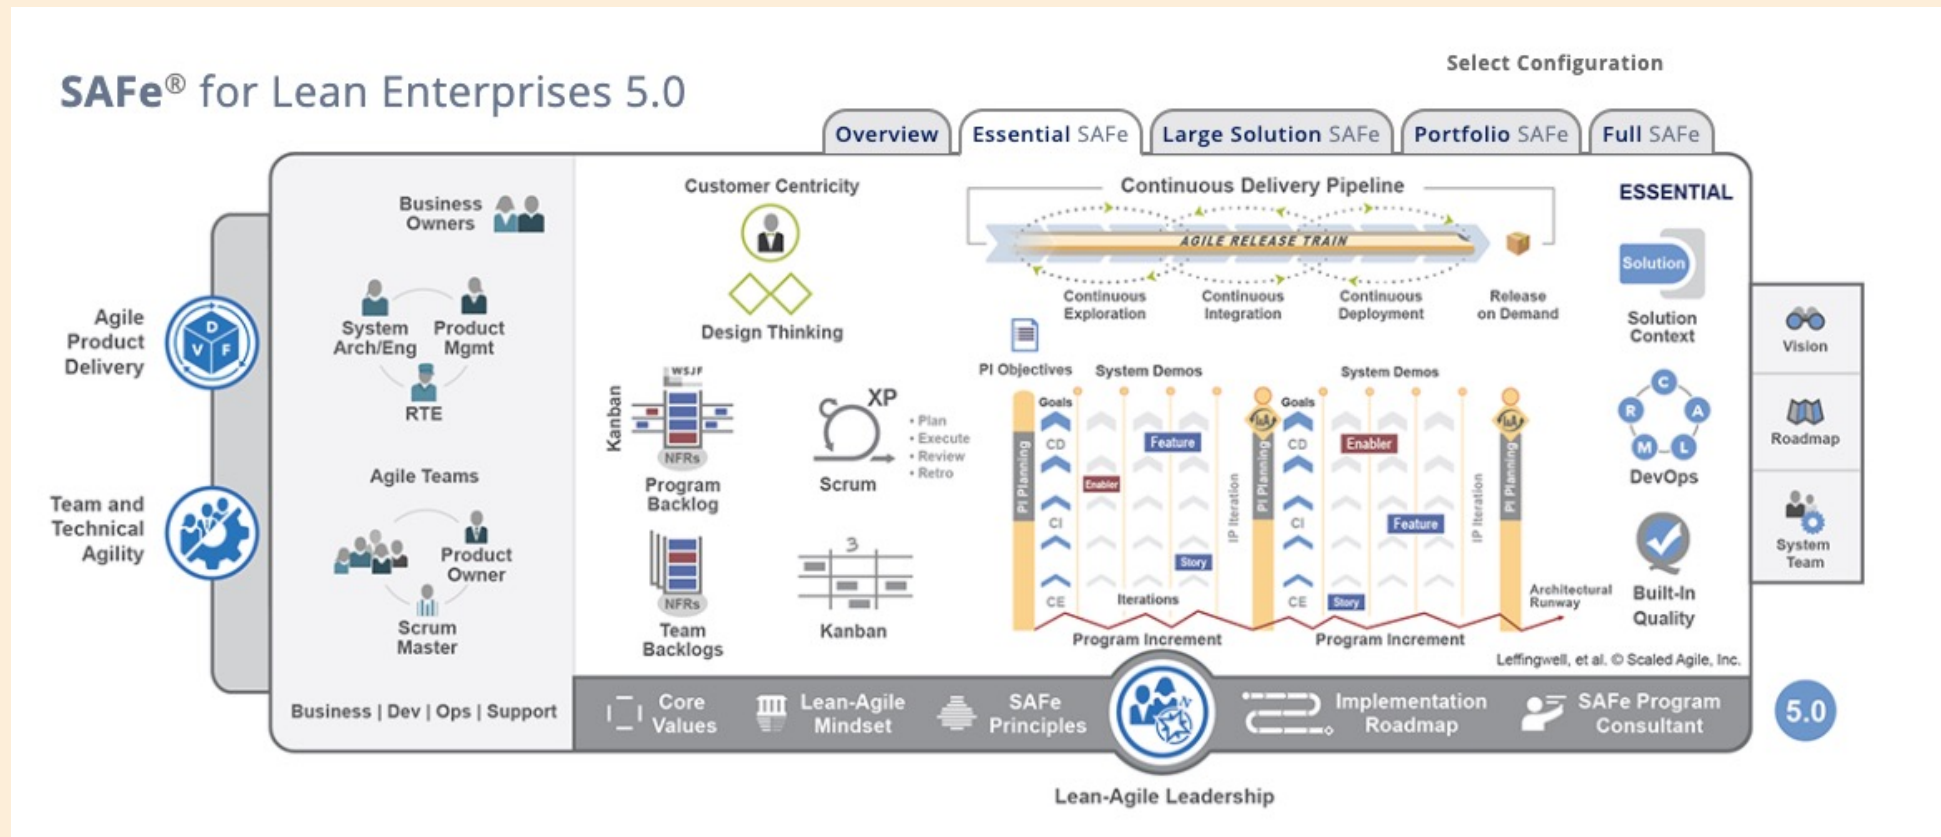 SAFe® for Lean Enterprises 5.0
Select Configuration
Overview
Essential SAFe
Large Solution SAFe
Portfolio SAFe
Full SAFe
Agile
Product
Delivery
D
V F
Team and
Technical
Agility
Business
Owners
System
Arch/Eng
Product
Mgmt
RTE
Agile Teams
Product
Owner
Scrum
Master
Business | Dev | Ops | Support
Customer Centricity
Design Thinking
Kanban
WSJF
NFRs
Program
Backlog
XP
• Plan
• Execute
• Review
• Retro
Scrum
NFRs
Team
Backlogs
3
Kanban
Continuous Delivery Pipeline
AGILE RELEASE TRAIN
Continuous
Exploration
Continuous
Integration
Continuous
Deployment
Release
on Demand
PI Objectives
System Demos
System Demos
PI Planning
Goals
CD
CI
CE
Feature
Enabler
Story
Iterations
IP Iteration
I&A
PI Planning
Goals
CD
CI
CE
Enabler
Feature
Story
IP Iteration
I&A
PI Planning
Architectural
Runway
Program Increment
Program Increment
Leffingwell, et al. © Scaled Agile, Inc.
ESSENTIAL
Solution
Solution
Context
C
R A
M L
DevOps
Built-In
Quality
Vision
Roadmap
System
Team
Core
Values
Lean-Agile
Mindset
SAFe
Principles
N
Implementation
Roadmap
SAFe Program
Consultant
Lean-Agile Leadership
5.0